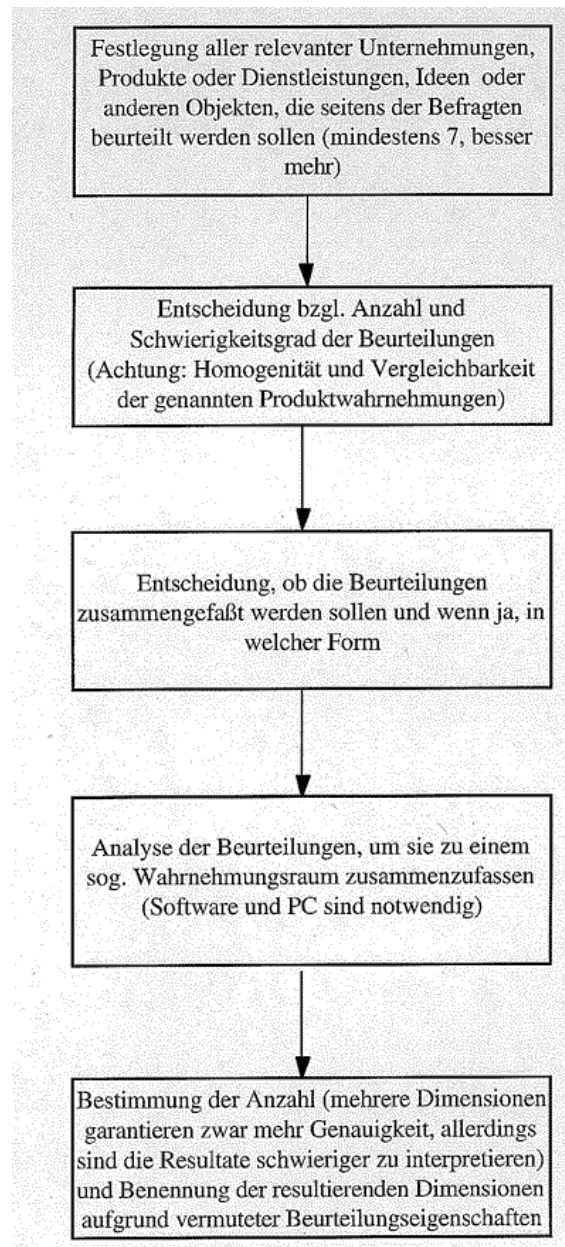 Festlegung aller relevanter Unternehmungen,
Produkte oder Dienstleistungen, Ideen oder
anderen Objekten, die seitens der Befragten
beurteilt werden sollen (mindestens 7, besser
mehr)
Entscheidung bzgl. Anzahl und
Schwierigkeitsgrad der Beurteilungen
(Achtung: Homogenität und Vergleichbarkeit
der genannten Produktwahrnehmungen)
Entscheidung, ob die Beurteilungen
zusammengefaßt werden sollen und wenn ja, in
welcher Form
Analyse der Beurteilungen, um sie zu einem
sog. Wahrnehmungsraum zusammenzufassen
(Software und PC sind notwendig)
Bestimmung der Anzahl (mehrere Dimensionen
garantieren zwar mehr Genauigkeit, allerdings
sind die Resultate schwieriger zu interpretieren)
und Benennung der resultierenden Dimensionen
aufgrund vermuteter Beurteilungseigenschaften